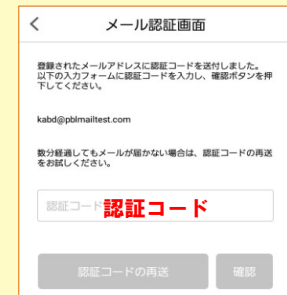 メール認証画面
登録されたメールアドレスに認証コードを送付しました。
以下の入力フォームに認証コードを入力し、確認ボタンを押
下してください。
kabd@pblmailtest.com
数分経過してもメールが届かない場合は、認証コードの再送
をお試しください。
認証コード 認証コード
認証コードの再送 確認